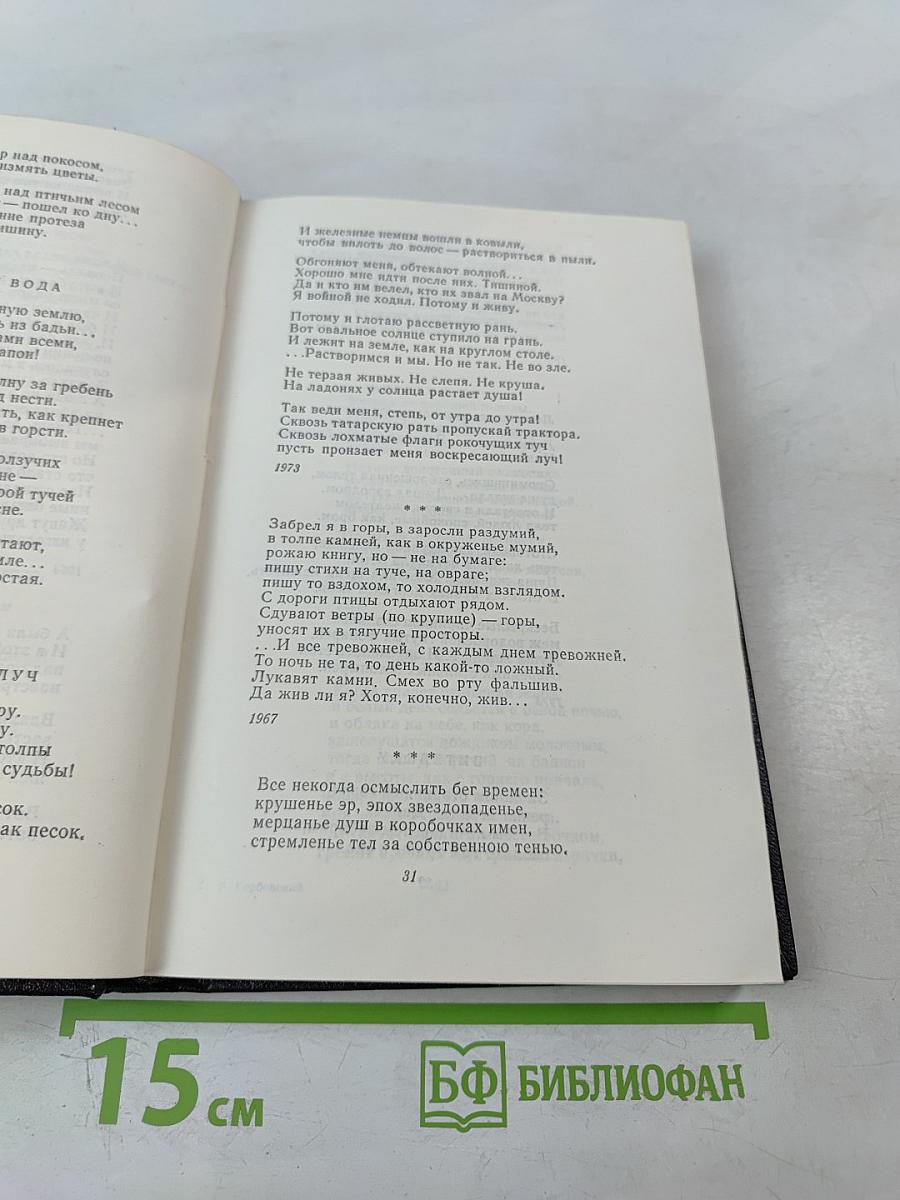 р над покосом,
измять цветы.
над птичьим лесом
— пошел ко дну...
ние протеза
ишину.
ВОДА
ную землю,
ь из бадьи...
ами всеми,
апои!
лну за гребень
д нести.
ть, как крепнет
в горсти.
олзучих
не —
рой тучей
сне.
тают,
мле...
остая.
ЛУЧ
ру.
у.
толпы
судьбы!
сок.
ак песок.
И железные немцы вошли в ковыли,
чтобы вплоть до волос — раствориться в пыли.
Обгоняют меня, обтекают волной...
Хорошо мне идти после них. Тишиной.
Да и кто им велел, кто их звал на Москву?
Я войной не ходил. Потому и живу.
Потому и глотаю рассветную рань.
Вот овальное солнце ступило на грань.
И лежит на земле, как на круглом столе.
...Растворимся и мы. Но не так. Не во зле.
Не терзая живых. Не слепя. Не круша.
На ладонях у солнца растает душа!
Так веди меня, степь, от утра до утра!
Сквозь татарскую рать пропускай трактора.
Сквозь лохматые флаги рокочущих туч
пусть пронзает меня воскресающий луч!
1973
* * *
Забрел я в горы, в заросли раздумий,
в толпе камней, как в окруженье мумий,
рожаю книгу, но — не на бумаге:
пишу стихи на туче, на овраге;
пишу то вздохом, то холодным взглядом.
С дороги птицы отдыхают рядом.
Сдувают ветры (по крупице) — горы,
уносят их в тягучие просторы.
...И все тревожней, с каждым днем тревожней.
То ночь не та, то день какой-то ложный.
Лукавят камни. Смех во рту фальшив.
Да жив ли я? Хотя, конечно, жив...
1967
* * *
Все некогда осмыслить бег времен:
крушенье эр, эпох звездопаденье,
мерцанье душ в коробочках имен,
стремленье тел за собственною тенью.
31
15 см
БФ БИБЛИОФАН